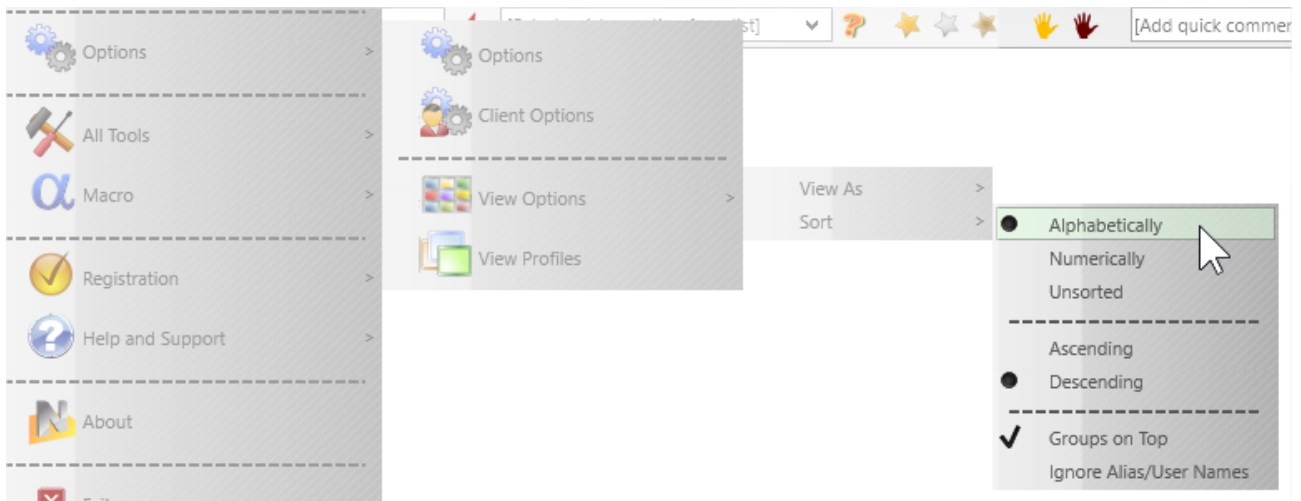 Options >
All Tools >
Macro >
Registration >
Help and Support >
About
Options
Client Options
View Options >
View Profiles
View As >
Sort >
[Add quick commen
Alphabetically
Numerically
Unsorted
Ascending
Descending
Groups on Top
Ignore Alias/User Names